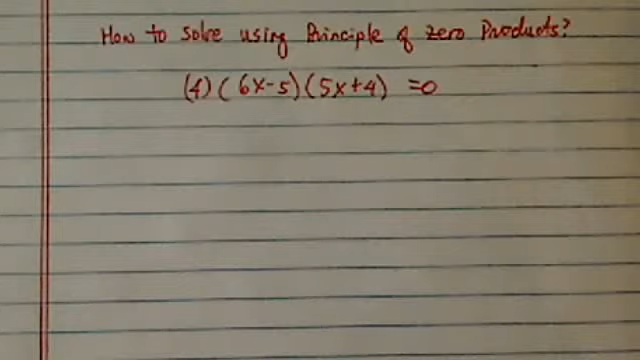 How to solve using Principle of zero Products?
(4)(6x-5)(5x+4) =0